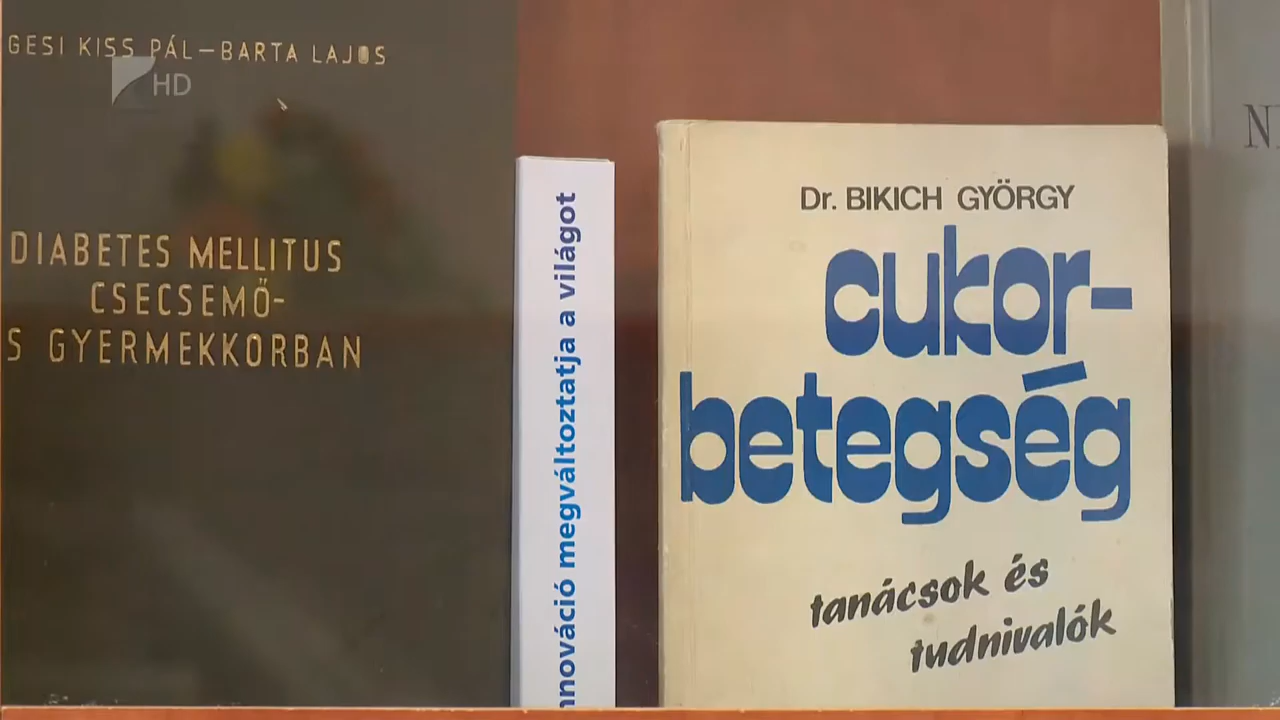 GESI KISS PÁL–BARTA LAJOS
HD
DIABETES MELLITUS
CSECSEMŐ-
S GYERMEKKORBAN
nnováció megváltoztatja a világot
Dr. BIKICH GYÖRGY
cukor-
betegség
tanácsok és
tudnivalók